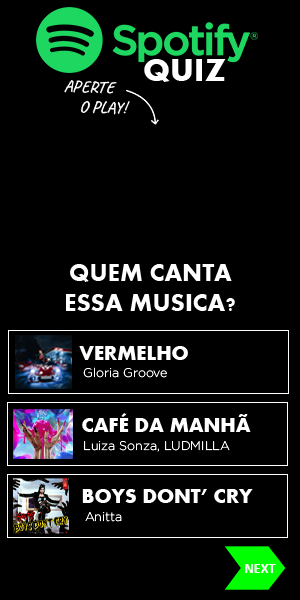 Spotify®
QUIZ
APERTE
O PLAY!
QUEM CANTA
ESSA MUSICA?
VERMELHO
Gloria Groove
CAFÉ DA MANHÃ
Luiza Sonza, LUDMILLA
BOYS DONT' CRY
Anitta
BOYS DON'T CRY
NEXT